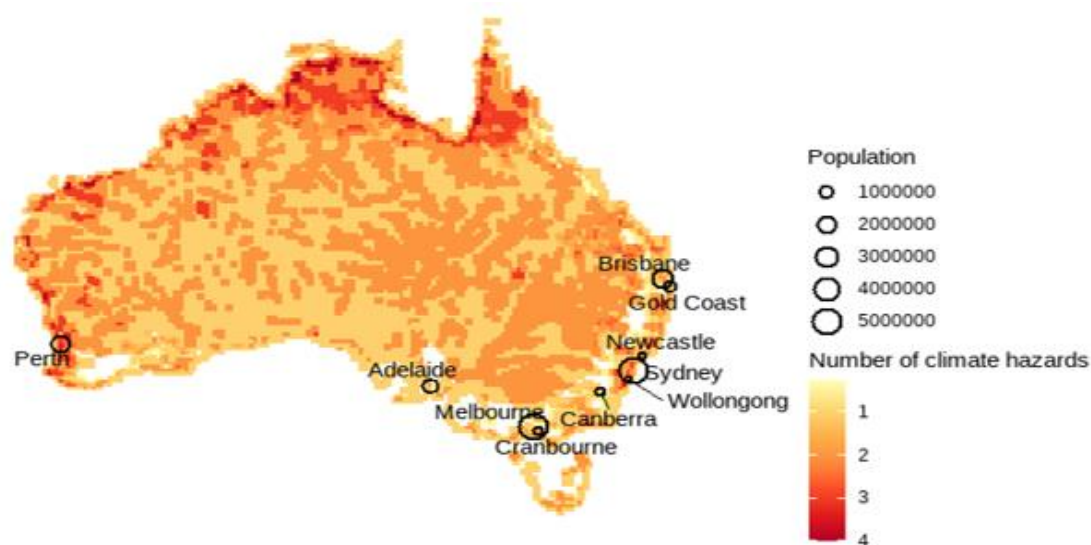 Population
1000000
2000000
3000000
4000000
5000000
Brisbane
Gold Coast
Newcastle
Perth
Adelaide
Sydney
Wollongong
Melbourne
Canberra
Cranbourne
Number of climate hazards
1
2
3
4